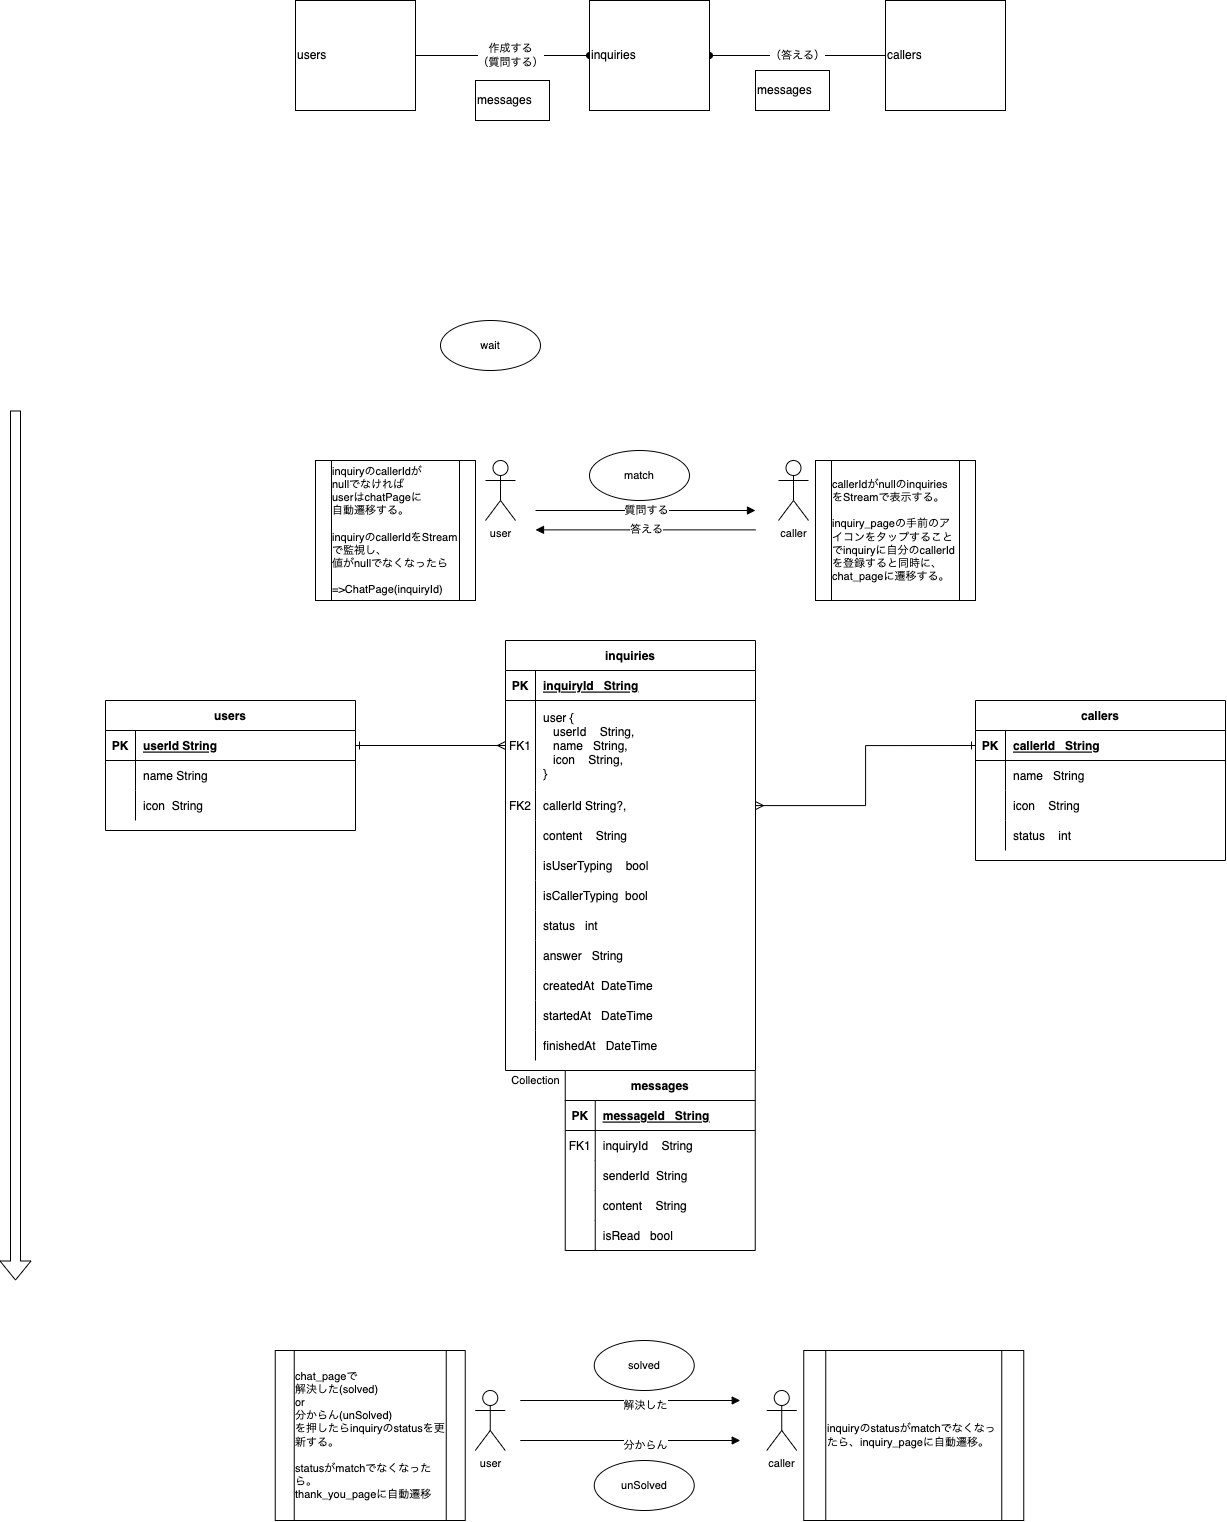 users
作成する
（質問する）
messages
inquiries
（答える）
messages
callers
wait
inquiryのcallerIdが
nullでなければ
userはchatPageに
自動遷移する。
inquiryのcallerIdをStream
で監視し、
値がnullでなくなったら
=>ChatPage(inquiryId)
user
match
質問する
答える
caller
callerIdがnullのinquiries
をStreamで表示する。
inquiry_pageの手前のア
イコンをタップすること
でinquiryに自分のcallerId
を登録すると同時に、
chat_pageに遷移する。
users
PK userId String
name String
icon String
inquiries
PK inquiryId String
user {
FK1 userId String,
name String,
icon String,
}
FK2 callerId String?,
content String
isUserTyping bool
isCallerTyping bool
status int
answer String
createdAt DateTime
startedAt DateTime
finishedAt DateTime
callers
PK callerId String
name String
icon String
status int
Collection
messages
PK messageId String
FK1 inquiryId String
senderId String
content String
isRead bool
chat_pageで
解決した(solved)
or
分からん(unSolved)
を押したらinquiryのstatusを更
新する。
statusがmatchでなくなった
ら。
thank_you_pageに自動遷移
user
solved
解決した
分からん
unSolved
caller
inquiryのstatusがmatchでなくなっ
たら、inquiry_pageに自動遷移。